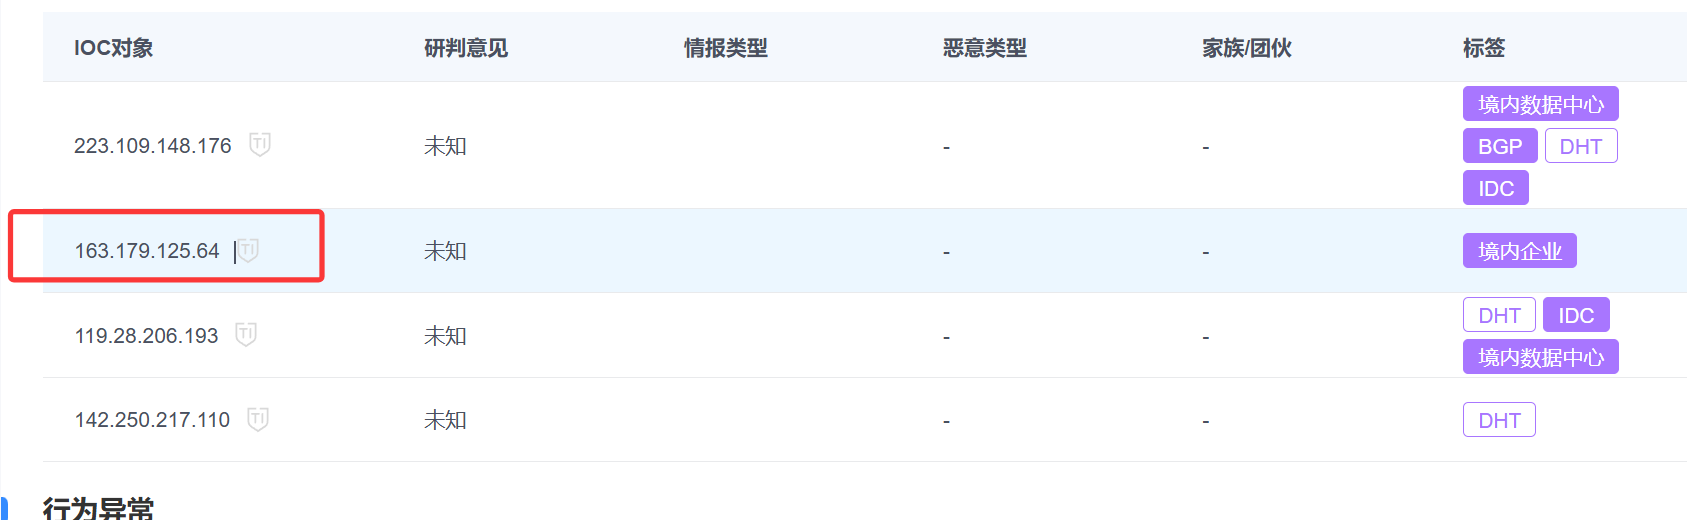 IOC对象 研判意见 情报类型 恶意类型 家族/团伙 标签
境内数据中心
223.109.148.176 TI 未知 - - BGP DHT
IDC
163.179.125.64 TI 未知 - - 境内企业
DHT IDC
119.28.206.193 TI 未知 - -
境内数据中心
142.250.217.110 TI 未知 - - DHT
行为异常